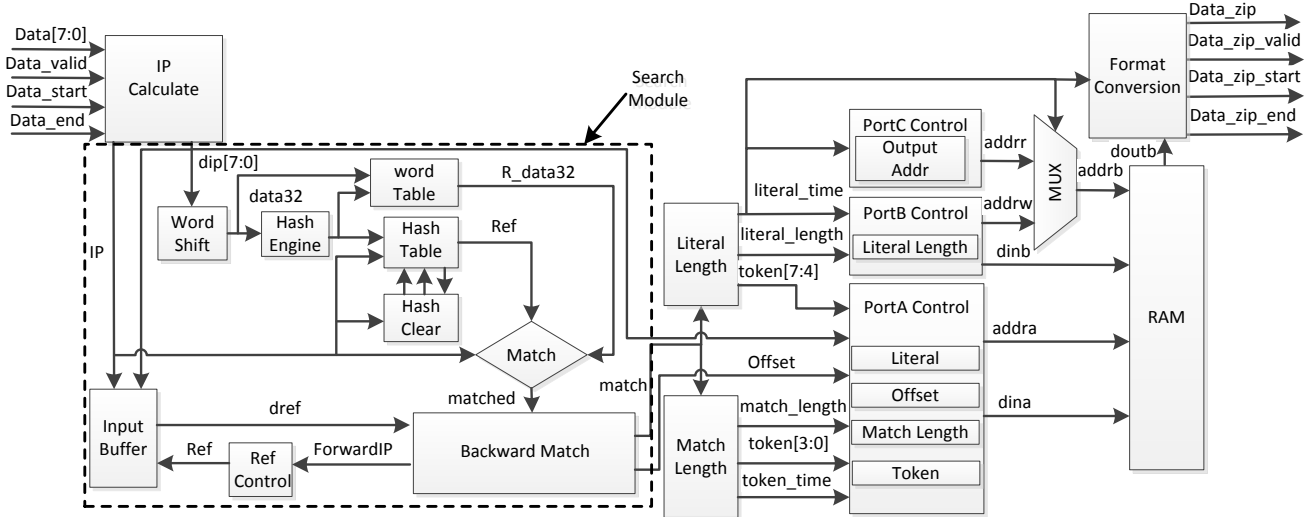 Data[7:0]
Data_valid
Data_start
Data_end
IP
Calculate
Search
Module
dip[7:0]
data32
word
Table
R_data32
Word
Shift
Hash
Engine
Hash
Table
Ref
IP
Hash
Clear
Match
matched
match
Input
Buffer
dref
Ref
Ref
Control
ForwardIP
Backward Match
Literal
Length
literal_time
literal_length
token[7:4]
Offset
Match
Length
match_length
token[3:0]
token_time
PortC Control
Output
Addr
addrr
PortB Control
Literal Length
addrw
dinb
MUX
addrb
PortA Control
Literal
Offset
Match Length
Token
addra
dina
RAM
doutb
Format
Conversion
Data_zip
Data_zip_valid
Data_zip_start
Data_zip_end